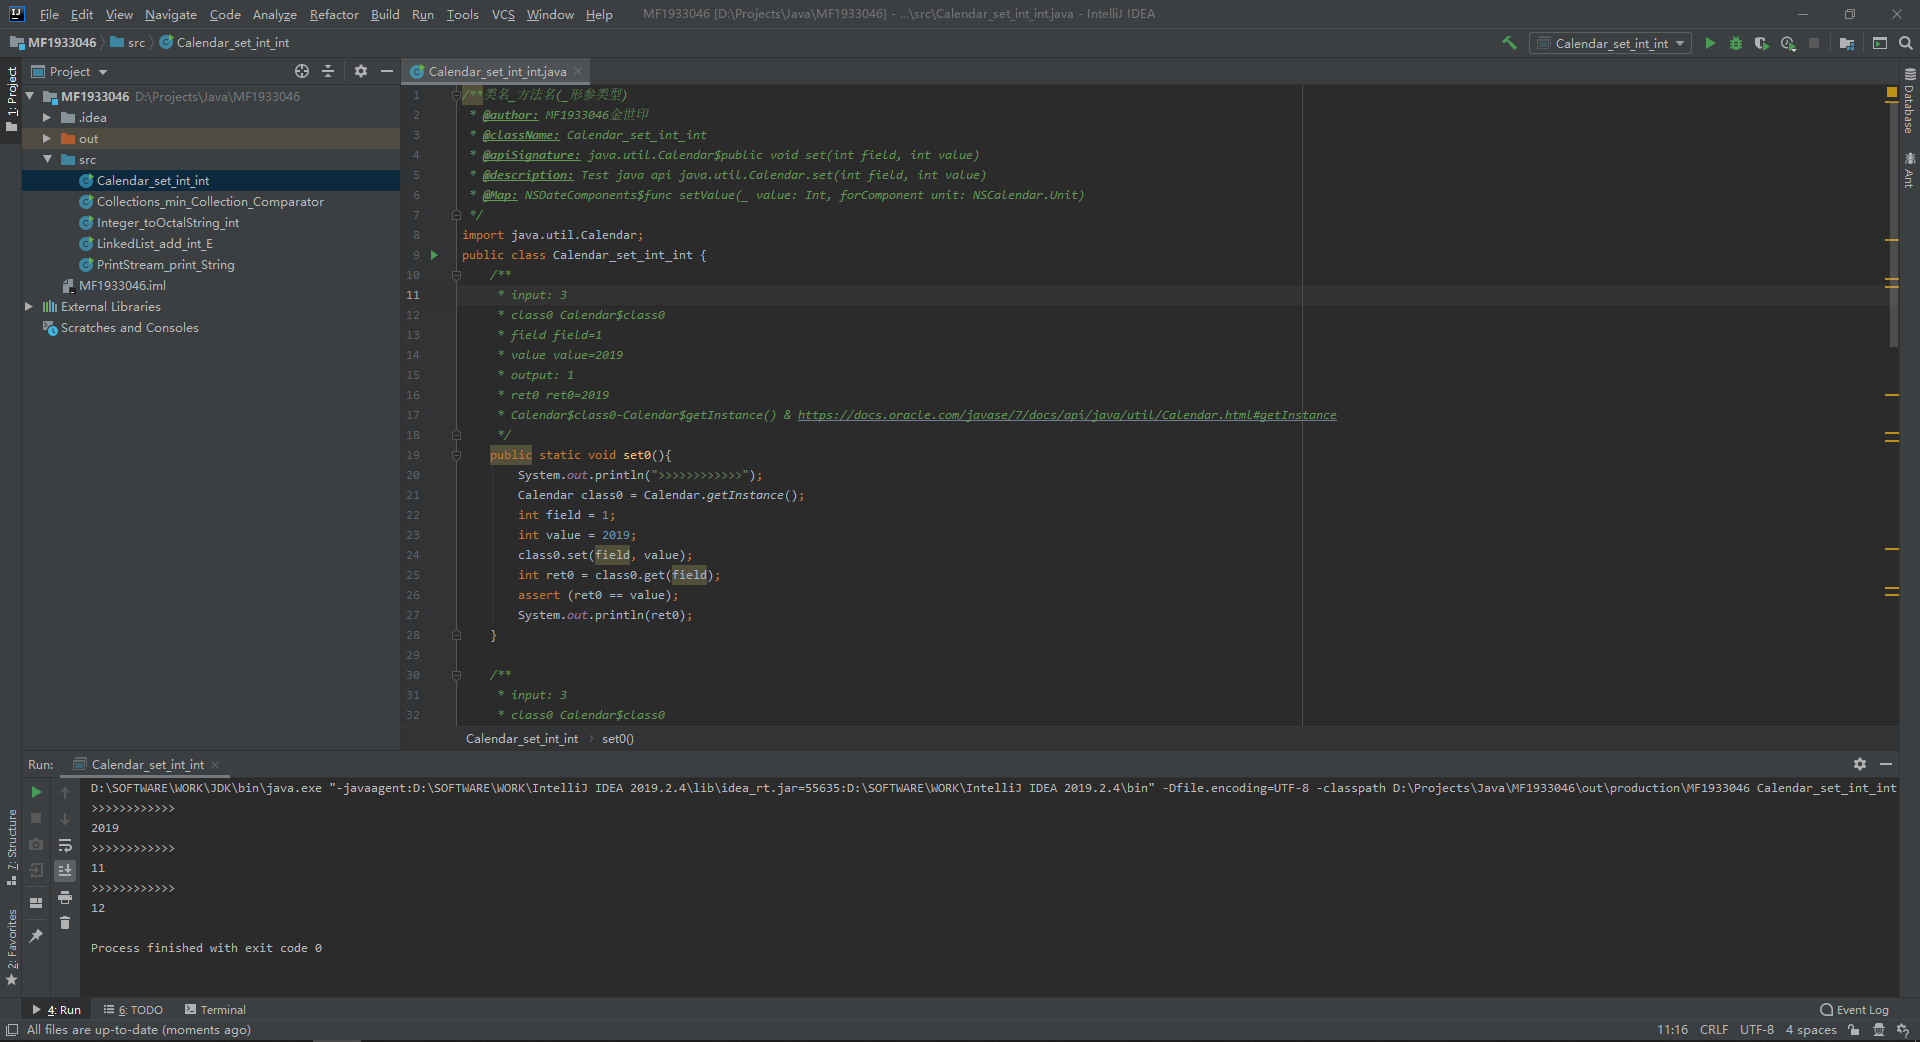 File Edit View Navigate Code Analyze Refactor Build Run Tools VCS Window Help MF1933046 [D:\Projects\Java\MF1933046] - ...\src\Calendar_set_int_int.java - IntelliJ IDEA
MF1933046 src Calendar_set_int_int Calendar_set_int_int
Project Calendar_set_int_int.java
1: Project
MF1933046 D:\Projects\Java\MF1933046
.idea
out
src
Calendar_set_int_int
Collections_min_Collection_Comparator
Integer_toOctalString_int
LinkedList_add_int_E
PrintStream_print_String
MF1933046.iml
External Libraries
Scratches and Consoles
1 /**类名_方法名(_形参类型)
2 * @author: MF1933046金世印
3 * @className: Calendar_set_int_int
4 * @apiSignature: java.util.Calendar$public void set(int field, int value)
5 * @description: Test java api java.util.Calendar.set(int field, int value)
6 * @Map: NSDateComponents$func setValue(_ value: Int, forComponent unit: NSCalendar.Unit)
7 */
8 import java.util.Calendar;
9 public class Calendar_set_int_int {
10 /**
11 * input: 3
12 * class0 Calendar$class0
13 * field field=1
14 * value value=2019
15 * output: 1
16 * ret0 ret0=2019
17 * Calendar$class0-Calendar$getInstance() & https://docs.oracle.com/javase/7/docs/api/java/util/Calendar.html#getInstance
18 */
19 public static void set0(){
20 System.out.println(">>>>>>>>>>>>");
21 Calendar class0 = Calendar.getInstance();
22 int field = 1;
23 int value = 2019;
24 class0.set(field, value);
25 int ret0 = class0.get(field);
26 assert (ret0 == value);
27 System.out.println(ret0);
28 }
29
30 /**
31 * input: 3
32 * class0 Calendar$class0
Calendar_set_int_int set0()
Database
Ant
Run: Calendar_set_int_int
D:\SOFTWARE\WORK\JDK\bin\java.exe "-javaagent:D:\SOFTWARE\WORK\IntelliJ IDEA 2019.2.4\lib\idea_rt.jar=55635:D:\SOFTWARE\WORK\IntelliJ IDEA 2019.2.4\bin" -Dfile.encoding=UTF-8 -classpath D:\Projects\Java\MF1933046\out\production\MF1933046 Calendar_set_int_int
>>>>>>>>>>>>
2019
>>>>>>>>>>>>
11
>>>>>>>>>>>>
12
Process finished with exit code 0
7: Structure
2: Favorites
4: Run 6: TODO Terminal Event Log
All files are up-to-date (moments ago) 11:16 CRLF UTF-8 4 spaces